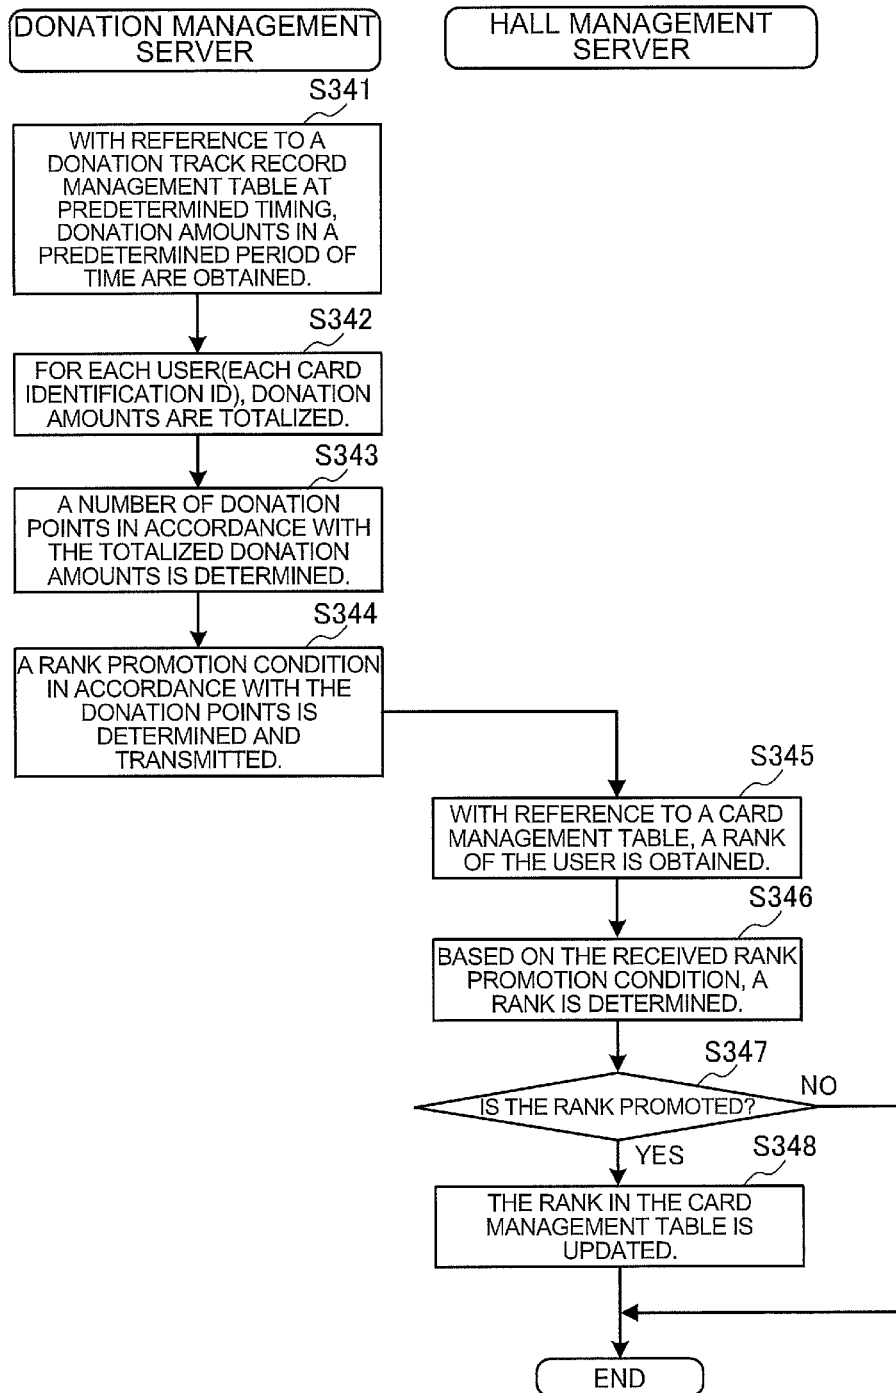 DONATION MANAGEMENT
SERVER
HALL MANAGEMENT
SERVER
S341
WITH REFERENCE TO A
DONATION TRACK RECORD
MANAGEMENT TABLE AT
PREDETERMINED TIMING,
DONATION AMOUNTS IN A
PREDETERMINED PERIOD OF
TIME ARE OBTAINED.
S342
FOR EACH USER(EACH CARD
IDENTIFICATION ID), DONATION
AMOUNTS ARE TOTALIZED.
S343
A NUMBER OF DONATION
POINTS IN ACCORDANCE WITH
THE TOTALIZED DONATION
AMOUNTS IS DETERMINED.
S344
A RANK PROMOTION CONDITION
IN ACCORDANCE WITH THE
DONATION POINTS IS
DETERMINED AND
TRANSMITTED.
S345
WITH REFERENCE TO A CARD
MANAGEMENT TABLE, A RANK
OF THE USER IS OBTAINED.
S346
BASED ON THE RECEIVED RANK
PROMOTION CONDITION, A
RANK IS DETERMINED.
S347
IS THE RANK PROMOTED?
NO
YES
S348
THE RANK IN THE CARD
MANAGEMENT TABLE IS
UPDATED.
END